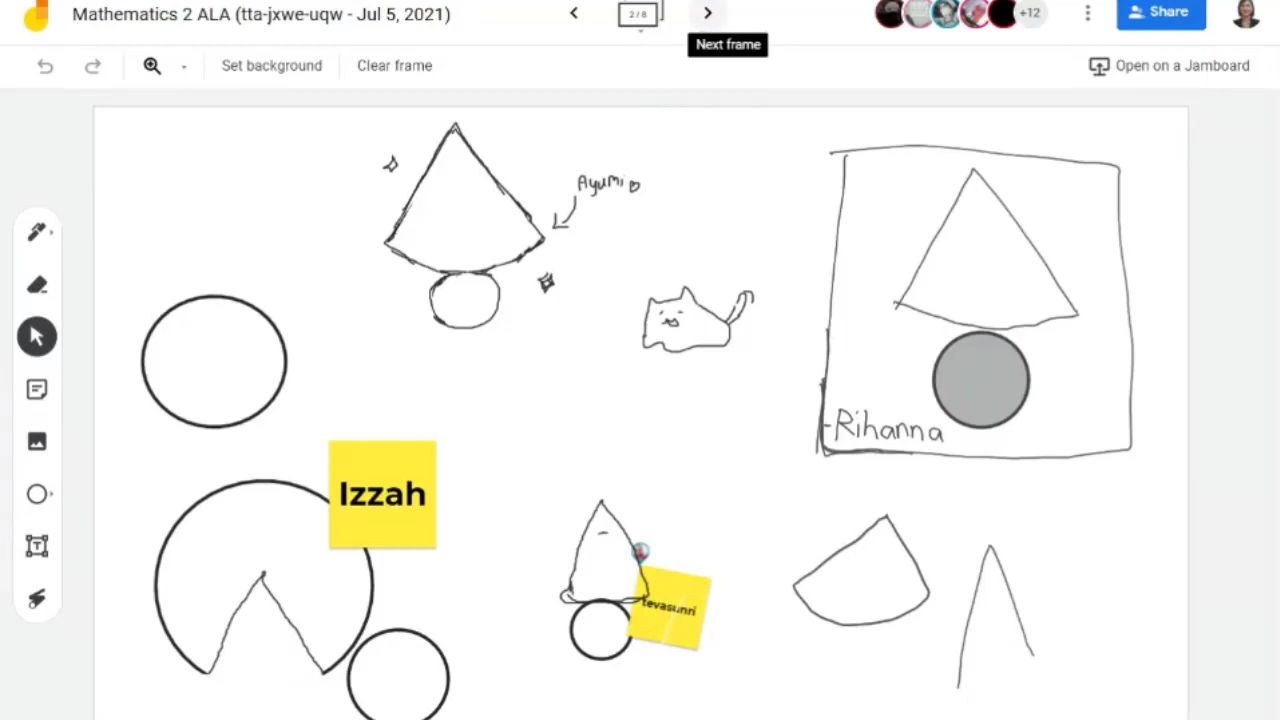 Mathematics 2 ALA (tta-jxwe-uqw - Jul 5, 2021)
2/8
+12
Share
Next frame
Set background
Clear frame
Open on a Jamboard
Ayumi
-Rihanna
Izzah
tevasunri